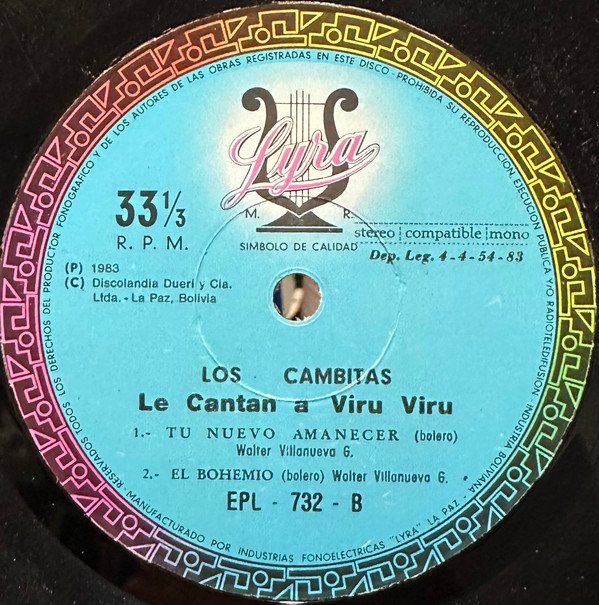 RESERVADOS TODOS LOS DERECHOS DEL PRODUCTOR FONOGRAFICO Y DE LOS AUTORES DE LAS OBRAS REGISTRADAS EN ESTE DISCO - PROHIBIDA SU REPRODUCCION, EJECUCION PUBLICA Y/O RADIOTELEDIFUSION INDUSTRIA BOLIVIANA
Lyra
M. R.
SIMBOLO DE CALIDAD
33 1/3
R. P. M.
stereo | compatible | mono
Dep. Leg. 4-4-54-83
(P) 1983
(C) Discolandia Dueri y Cia.
Ltda. - La Paz, Bolivia
LOS CAMBITAS
Le Cantan a Viru Viru
1.- TU NUEVO AMANECER (bolero)
Walter Villanueva G.
2.- EL BOHEMIO (bolero) Walter Villanueva G.
EPL - 732 - B
MANUFACTURADO POR INDUSTRIAS FONOELECTRICAS "LYRA" LA PAZ -